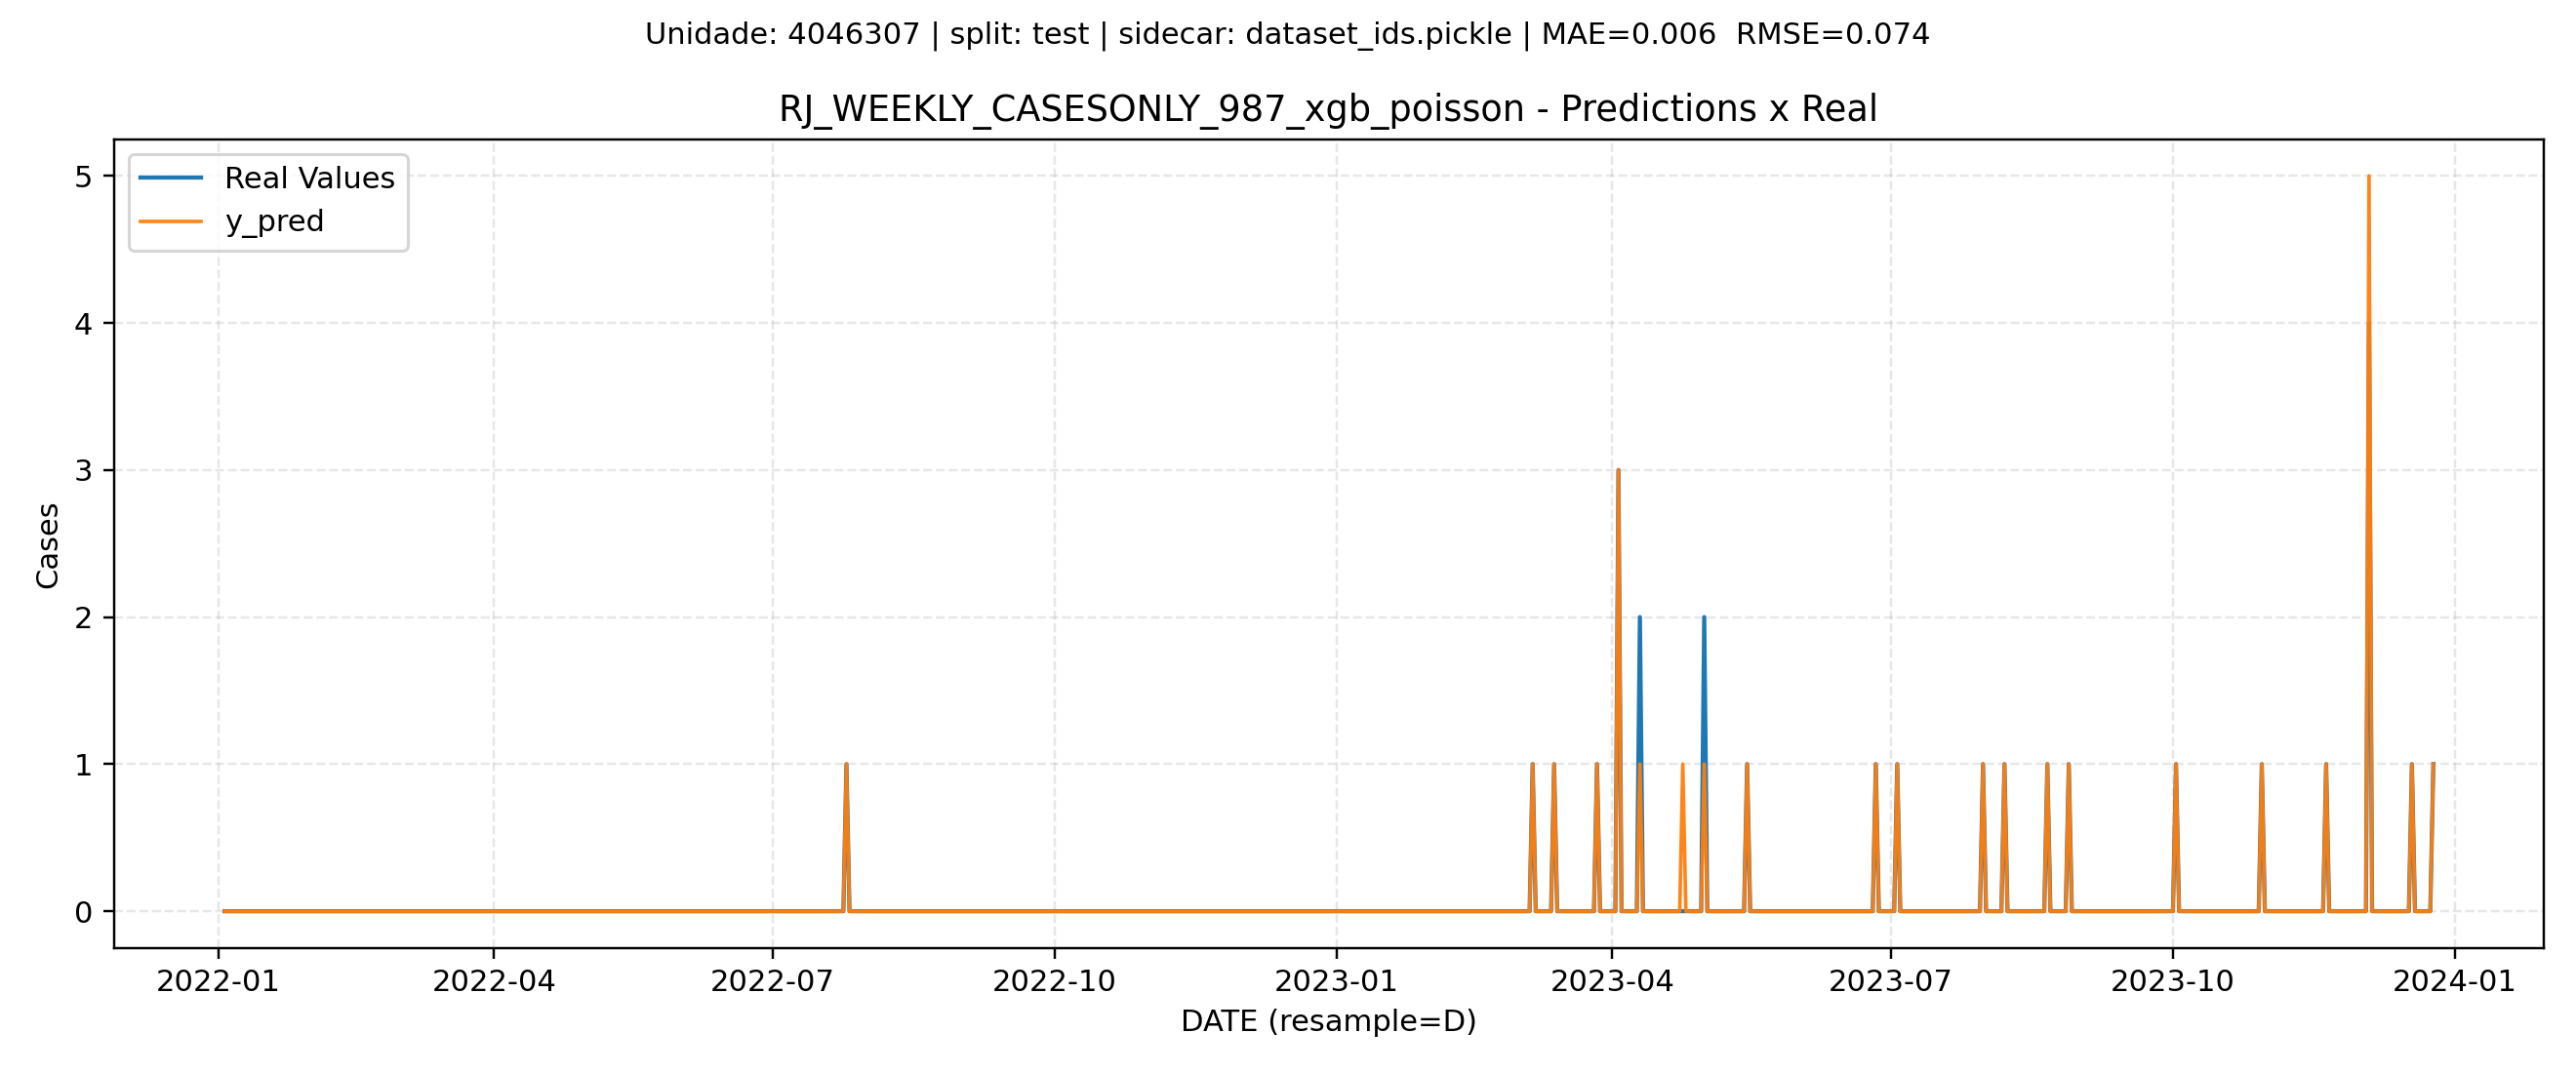 Unidade: 4046307 | split: test | sidecar: dataset_ids.pickle | MAE=0.006  RMSE=0.074
RJ_WEEKLY_CASESONLY_987_xgb_poisson - Predictions x Real
Real Values
y_pred
5
4
3
2
1
0
Cases
2022-01
2022-04
2022-07
2022-10
2023-01
2023-04
2023-07
2023-10
2024-01
DATE (resample=D)